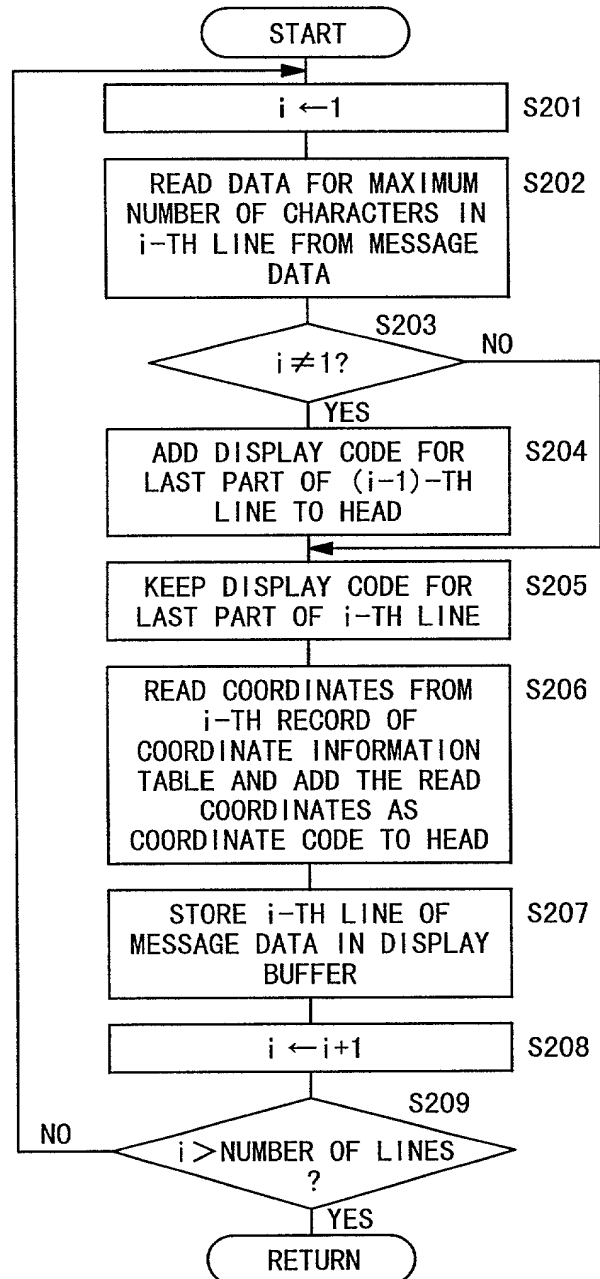 START
i ←1
S201
READ DATA FOR MAXIMUM
NUMBER OF CHARACTERS IN
i-TH LINE FROM MESSAGE
DATA
S202
S203
i≠1?
NO
YES
ADD DISPLAY CODE FOR
LAST PART OF (i-1)-TH
LINE TO HEAD
S204
KEEP DISPLAY CODE FOR
LAST PART OF i-TH LINE
S205
READ COORDINATES FROM
i-TH RECORD OF
COORDINATE INFORMATION
TABLE AND ADD THE READ
COORDINATES AS
COORDINATE CODE TO HEAD
S206
STORE i-TH LINE OF
MESSAGE DATA IN DISPLAY
BUFFER
S207
i ←i+1
S208
S209
NO
i>NUMBER OF LINES
?
YES
RETURN